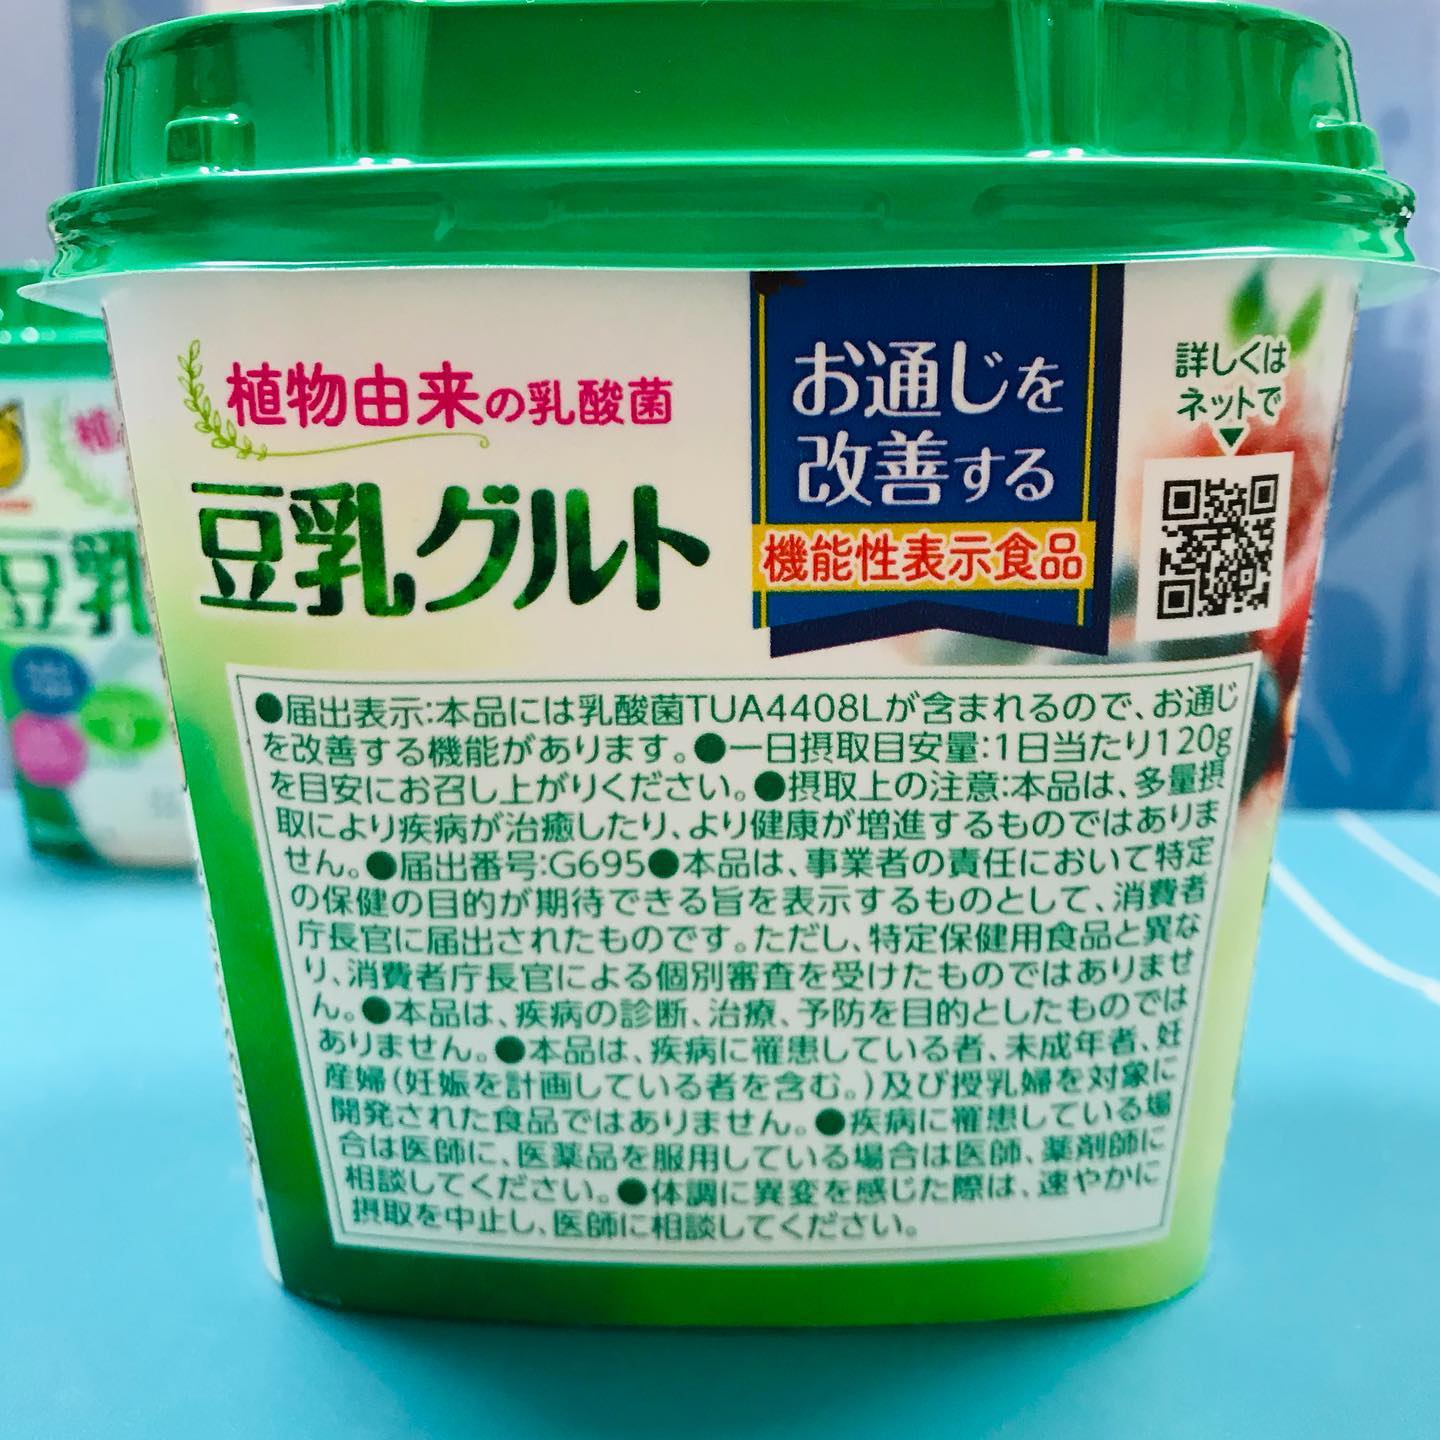 植物由来の乳酸菌
豆乳グルト
お通じを
改善する
機能性表示食品
詳しくは
ネットで
●届出表示:本品には乳酸菌TUA4408Lが含まれるので、お通じ
を改善する機能があります。●一日摂取目安量:1日当たり120g
を目安にお召し上がりください。●摂取上の注意:本品は、多量摂
取により疾病が治癒したり、より健康が増進するものではありま
せん。●届出番号:G695●本品は、事業者の責任において特定
の保健の目的が期待できる旨を表示するものとして、消費者
庁長官に届出されたものです。ただし、特定保健用食品と異な
り、消費者庁長官による個別審査を受けたものではありませ
ん。●本品は、疾病の診断、治療、予防を目的としたものでは
ありません。●本品は、疾病に罹患している者、未成年者、妊
産婦(妊娠を計画している者を含む。)及び授乳婦を対象に
開発された食品ではありません。●疾病に罹患している場
合は医師に、医薬品を服用している場合は医師、薬剤師に
相談してください。●体調に異変を感じた際は、速やかに
摂取を中止し、医師に相談してください。
豆乳